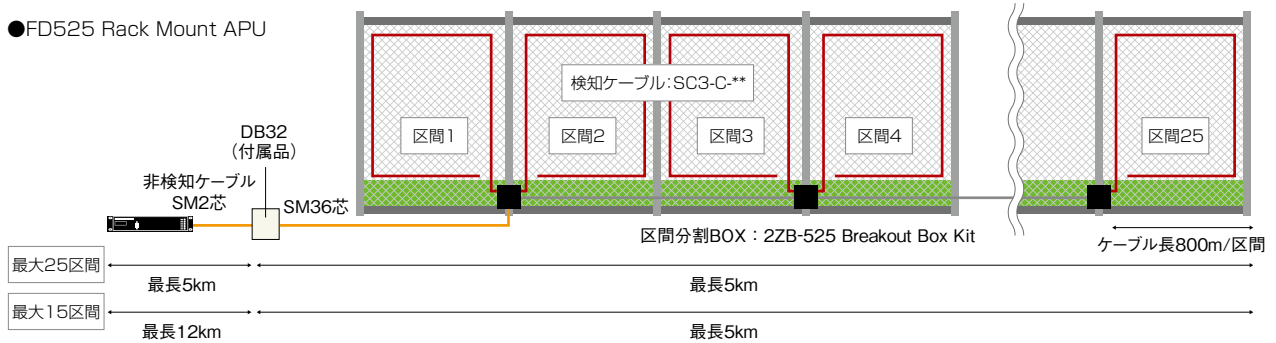 ●FD525 Rack Mount APU
検知ケーブル:SC3-C-**
区間1
区間2
区間3
区間4
区間25
DB32
（付属品）
非検知ケーブル
SM2芯
SM36芯
区間分割BOX：2ZB-525 Breakout Box Kit
ケーブル長800m/区間
最大25区間
最長5km
最長5km
最大15区間
最長12km
最長5km